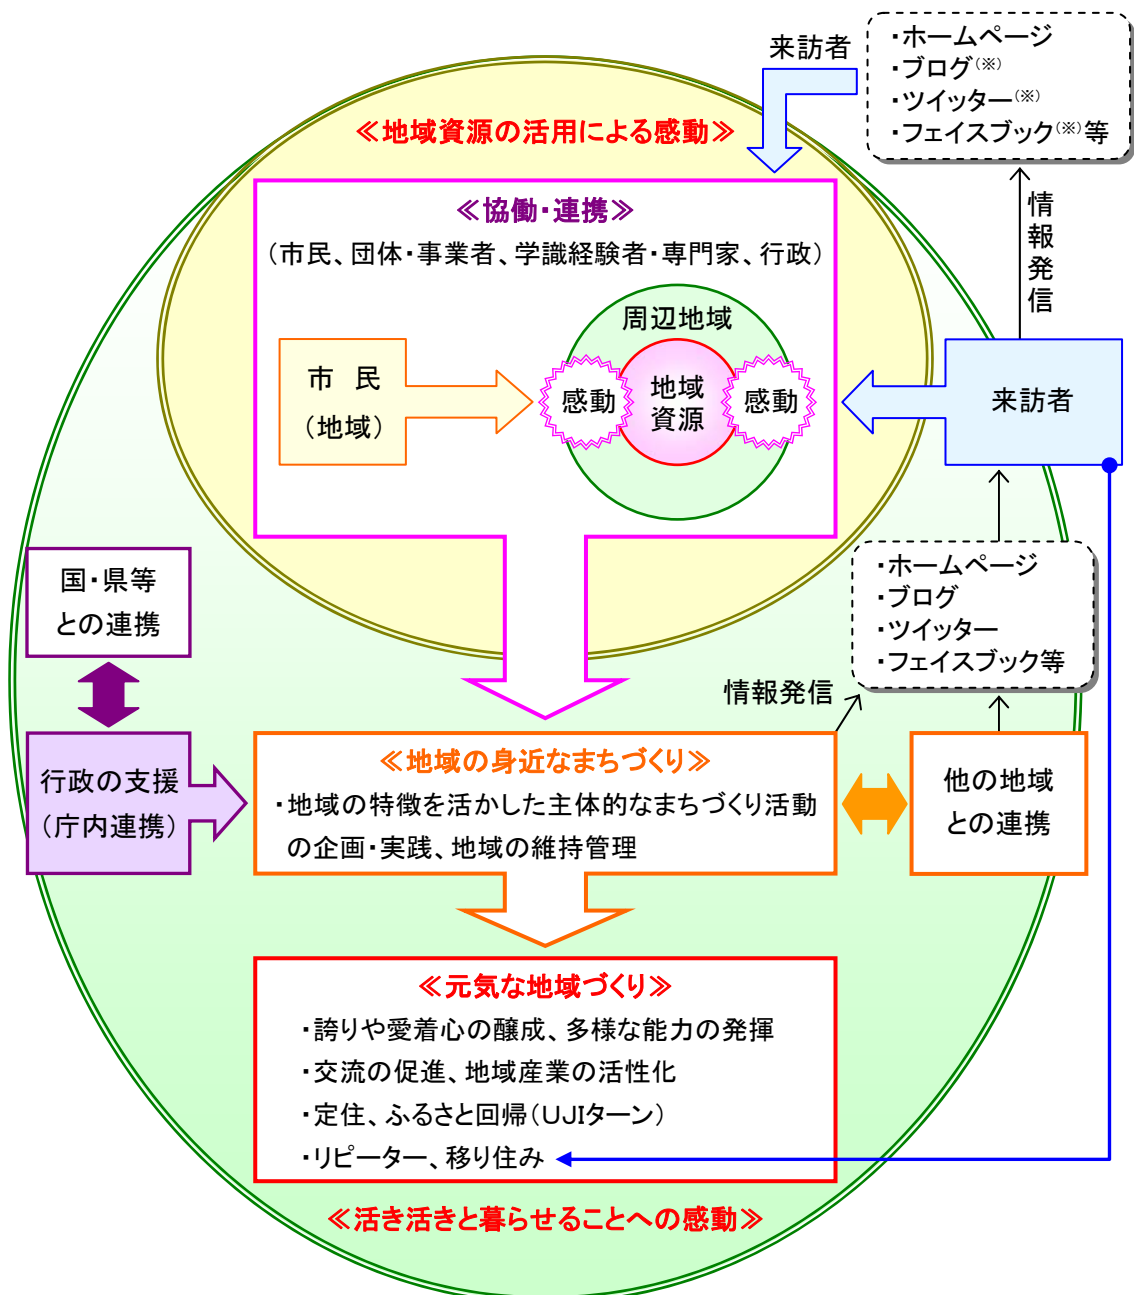 来訪者
・ホームページ
・ブログ(※)
・ツイッター(※)
・フェイスブック(※)等
≪地域資源の活用による感動≫
≪協働・連携≫
（市民、団体・事業者、学識経験者・専門家、行政）
情報発信
周辺地域
市　民
（地域）
感動
地域
資源
感動
来訪者
国・県等
との連携
・ホームページ
・ブログ
・ツイッター
・フェイスブック等
情報発信
行政の支援
（庁内連携）
≪地域の身近なまちづくり≫
・地域の特徴を活かした主体的なまちづくり活動
の企画・実践、地域の維持管理
他の地域
との連携
≪元気な地域づくり≫
・誇りや愛着心の醸成、多様な能力の発揮
・交流の促進、地域産業の活性化
・定住、ふるさと回帰（ＵＪＩターン）
・リピーター、移り住み
≪活き活きと暮らせることへの感動≫